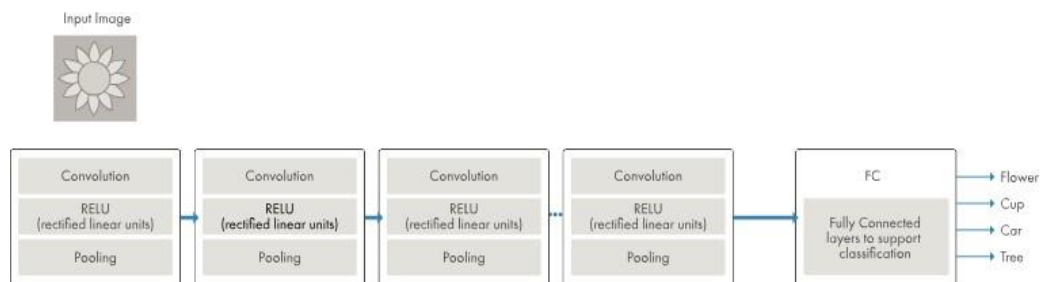 Input Image
Convolution
RELU
(rectified linear units)
Pooling
Convolution
RELU
(rectified linear units)
Pooling
Convolution
RELU
(rectified linear units)
Pooling
Convolution
RELU
(rectified linear units)
Pooling
FC
Fully Connected
layers to support
classification
Flower
Cup
Car
Tree